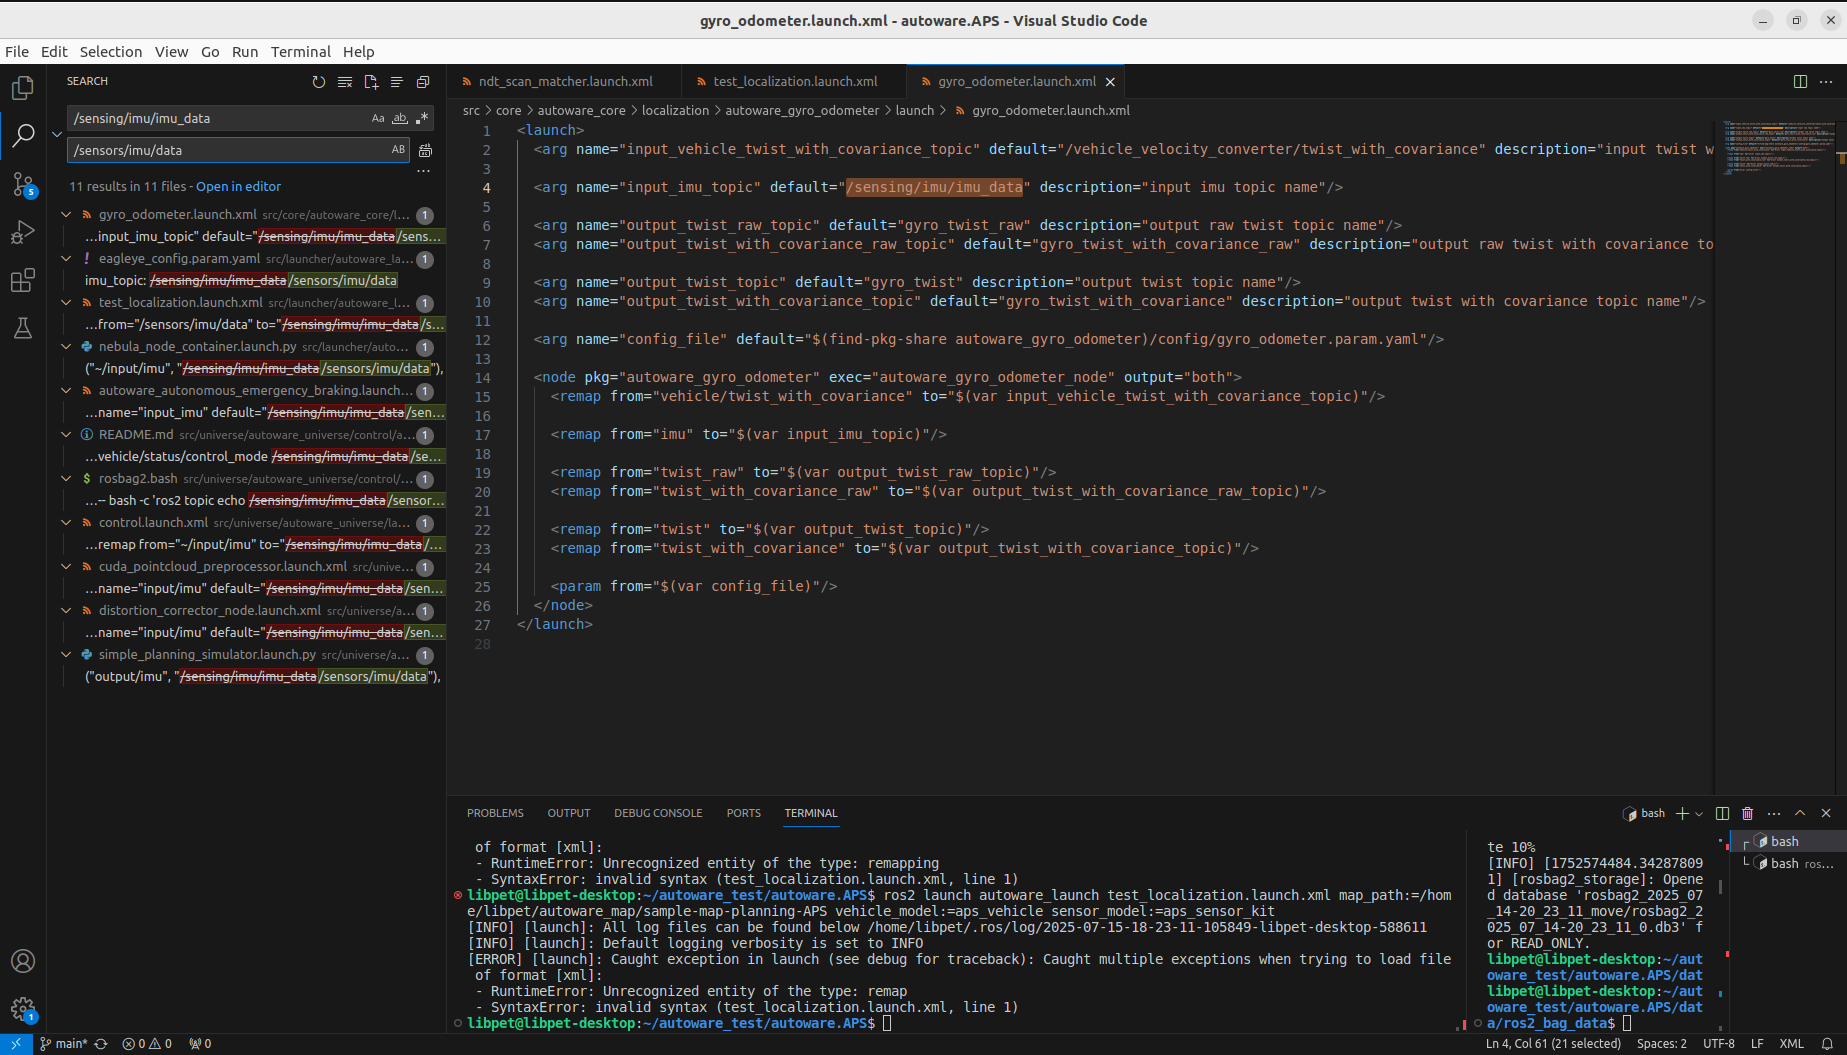 gyro_odometer.launch.xml - autoware.APS - Visual Studio Code
File Edit Selection View Go Run Terminal Help
SEARCH
/sensing/imu/imu_data Aa ab .*
/sensors/imu/data AB
11 results in 11 files - Open in editor
gyro_odometer.launch.xml src/core/autoware_core/l... 1
...input_imu_topic" default="/sensing/imu/imu_data/sens...
eagleye_config.param.yaml src/launcher/autoware_la... 1
imu_topic: /sensing/imu/imu_data/sensors/imu/data
test_localization.launch.xml src/launcher/autoware_l... 1
...from="/sensors/imu/data" to="/sensing/imu/imu_data/s...
nebula_node_container.launch.py src/launcher/auto... 1
("~/input/imu", "/sensing/imu/imu_data/sensors/imu/data"),
autoware_autonomous_emergency_braking.launch... 1
...name="input_imu" default="/sensing/imu/imu_data/sen...
README.md src/universe/autoware_universe/control/a... 1
...vehicle/status/control_mode /sensing/imu/imu_data/se...
rosbag2.bash src/universe/autoware_universe/control/... 1
...-- bash -c 'ros2 topic echo /sensing/imu/imu_data/sensor...
control.launch.xml src/universe/autoware_universe/la... 1
...remap from="~/input/imu" to="/sensing/imu/imu_data/...
cuda_pointcloud_preprocessor.launch.xml src/unive... 1
...name="input/imu" default="/sensing/imu/imu_data/sen...
distortion_corrector_node.launch.xml src/universe/a... 1
...name="input/imu" default="/sensing/imu/imu_data/sen...
simple_planning_simulator.launch.py src/universe/a... 1
("output/imu", "/sensing/imu/imu_data/sensors/imu/data"),
5
1
ndt_scan_matcher.launch.xml test_localization.launch.xml gyro_odometer.launch.xml
src > core > autoware_core > localization > autoware_gyro_odometer > launch > gyro_odometer.launch.xml
1 <launch>
2 <arg name="input_vehicle_twist_with_covariance_topic" default="/vehicle_velocity_converter/twist_with_covariance" description="input twist w
3
4 <arg name="input_imu_topic" default="/sensing/imu/imu_data" description="input imu topic name"/>
5
6 <arg name="output_twist_raw_topic" default="gyro_twist_raw" description="output raw twist topic name"/>
7 <arg name="output_twist_with_covariance_raw_topic" default="gyro_twist_with_covariance_raw" description="output raw twist with covariance to
8
9 <arg name="output_twist_topic" default="gyro_twist" description="output twist topic name"/>
10 <arg name="output_twist_with_covariance_topic" default="gyro_twist_with_covariance" description="output twist with covariance topic name"/>
11
12 <arg name="config_file" default="$(find-pkg-share autoware_gyro_odometer)/config/gyro_odometer.param.yaml"/>
13
14 <node pkg="autoware_gyro_odometer" exec="autoware_gyro_odometer_node" output="both">
15 <remap from="vehicle/twist_with_covariance" to="$(var input_vehicle_twist_with_covariance_topic)"/>
16
17 <remap from="imu" to="$(var input_imu_topic)"/>
18
19 <remap from="twist_raw" to="$(var output_twist_raw_topic)"/>
20 <remap from="twist_with_covariance_raw" to="$(var output_twist_with_covariance_raw_topic)"/>
21
22 <remap from="twist" to="$(var output_twist_topic)"/>
23 <remap from="twist_with_covariance" to="$(var output_twist_with_covariance_topic)"/>
24
25 <param from="$(var config_file)"/>
26 </node>
27 </launch>
28
PROBLEMS OUTPUT DEBUG CONSOLE PORTS TERMINAL
bash
of format [xml]:
- RuntimeError: Unrecognized entity of the type: remapping
- SyntaxError: invalid syntax (test_localization.launch.xml, line 1)
libpet@libpet-desktop:~/autoware_test/autoware.APS$ ros2 launch autoware_launch test_localization.launch.xml map_path:=/hom
e/libpet/autoware_map/sample-map-planning-APS vehicle_model:=aps_vehicle sensor_model:=aps_sensor_kit
[INFO] [launch]: All log files can be found below /home/libpet/.ros/log/2025-07-15-18-23-11-105849-libpet-desktop-588611
[INFO] [launch]: Default logging verbosity is set to INFO
[ERROR] [launch]: Caught exception in launch (see debug for traceback): Caught multiple exceptions when trying to load file
of format [xml]:
- RuntimeError: Unrecognized entity of the type: remap
- SyntaxError: invalid syntax (test_localization.launch.xml, line 1)
libpet@libpet-desktop:~/autoware_test/autoware.APS$
te 10%
[INFO] [1752574484.34287809
1] [rosbag2_storage]: Opene
d database 'rosbag2_2025_07
_14-20_23_11_move/rosbag2_2
025_07_14-20_23_11_0.db3' f
or READ_ONLY.
libpet@libpet-desktop:~/aut
oware_test/autoware.APS/dat
libpet@libpet-desktop:~/aut
oware_test/autoware.APS/dat
a/ros2_bag_data$
bash
bash ros...
main* 0 0 0
Ln 4, Col 61 (21 selected) Spaces: 2 UTF-8 LF XML